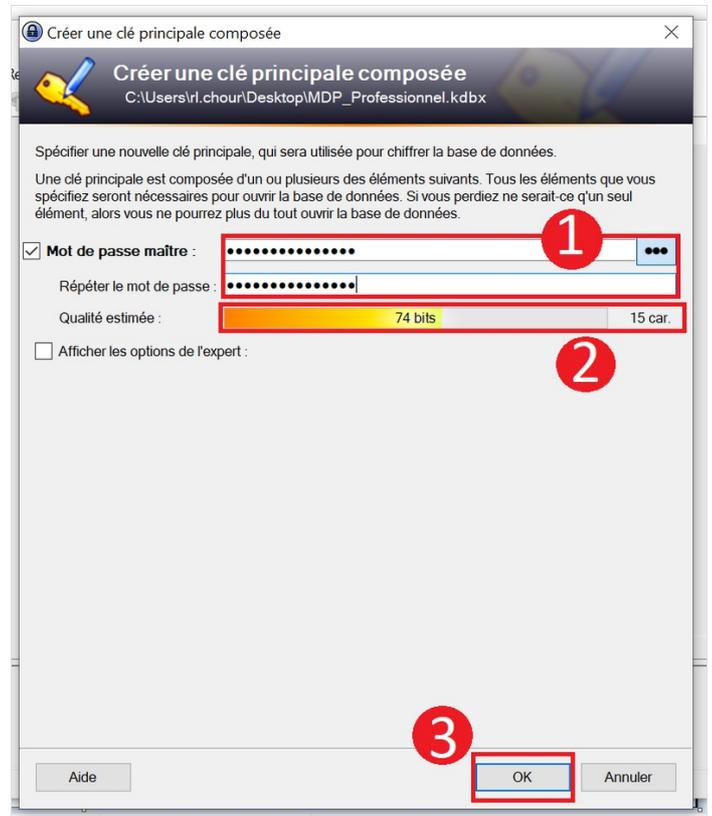 Créer une clé principale composée
Créer une clé principale composée
C:\Users\rl.chour\Desktop\MDP_Professionnel.kdbx
Spécifier une nouvelle clé principale, qui sera utilisée pour chiffrer la base de données.
Une clé principale est composée d'un ou plusieurs des éléments suivants. Tous les éléments que vous
spécifiez seront nécessaires pour ouvrir la base de données. Si vous perdiez ne serait-ce q'un seul
élément, alors vous ne pourrez plus du tout ouvrir la base de données.
1
Mot de passe maître : ●●●●●●●●●●●●●●● ●●●
Répéter le mot de passe : ●●●●●●●●●●●●●●●
Qualité estimée : 74 bits 15 car.
Afficher les options de l'expert :
2
3
Aide OK Annuler